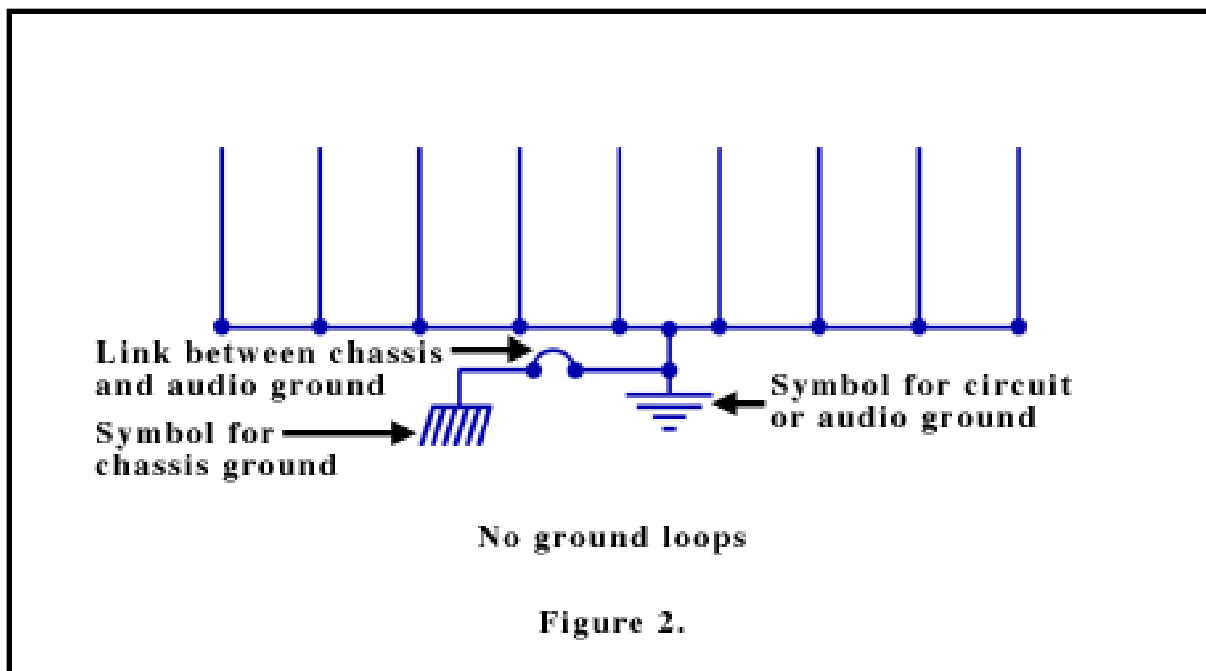 Link between chassis
and audio ground
Symbol for
chassis ground
Symbol for circuit
or audio ground
No ground loops
Figure 2.